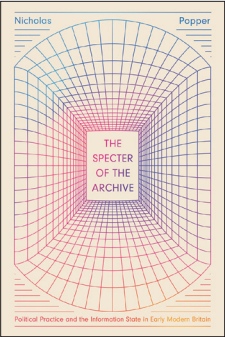 Nicholas Popper
THE
SPECTER
OF THE
ARCHIVE
Political Practice and the Information State in Early Modern Britain